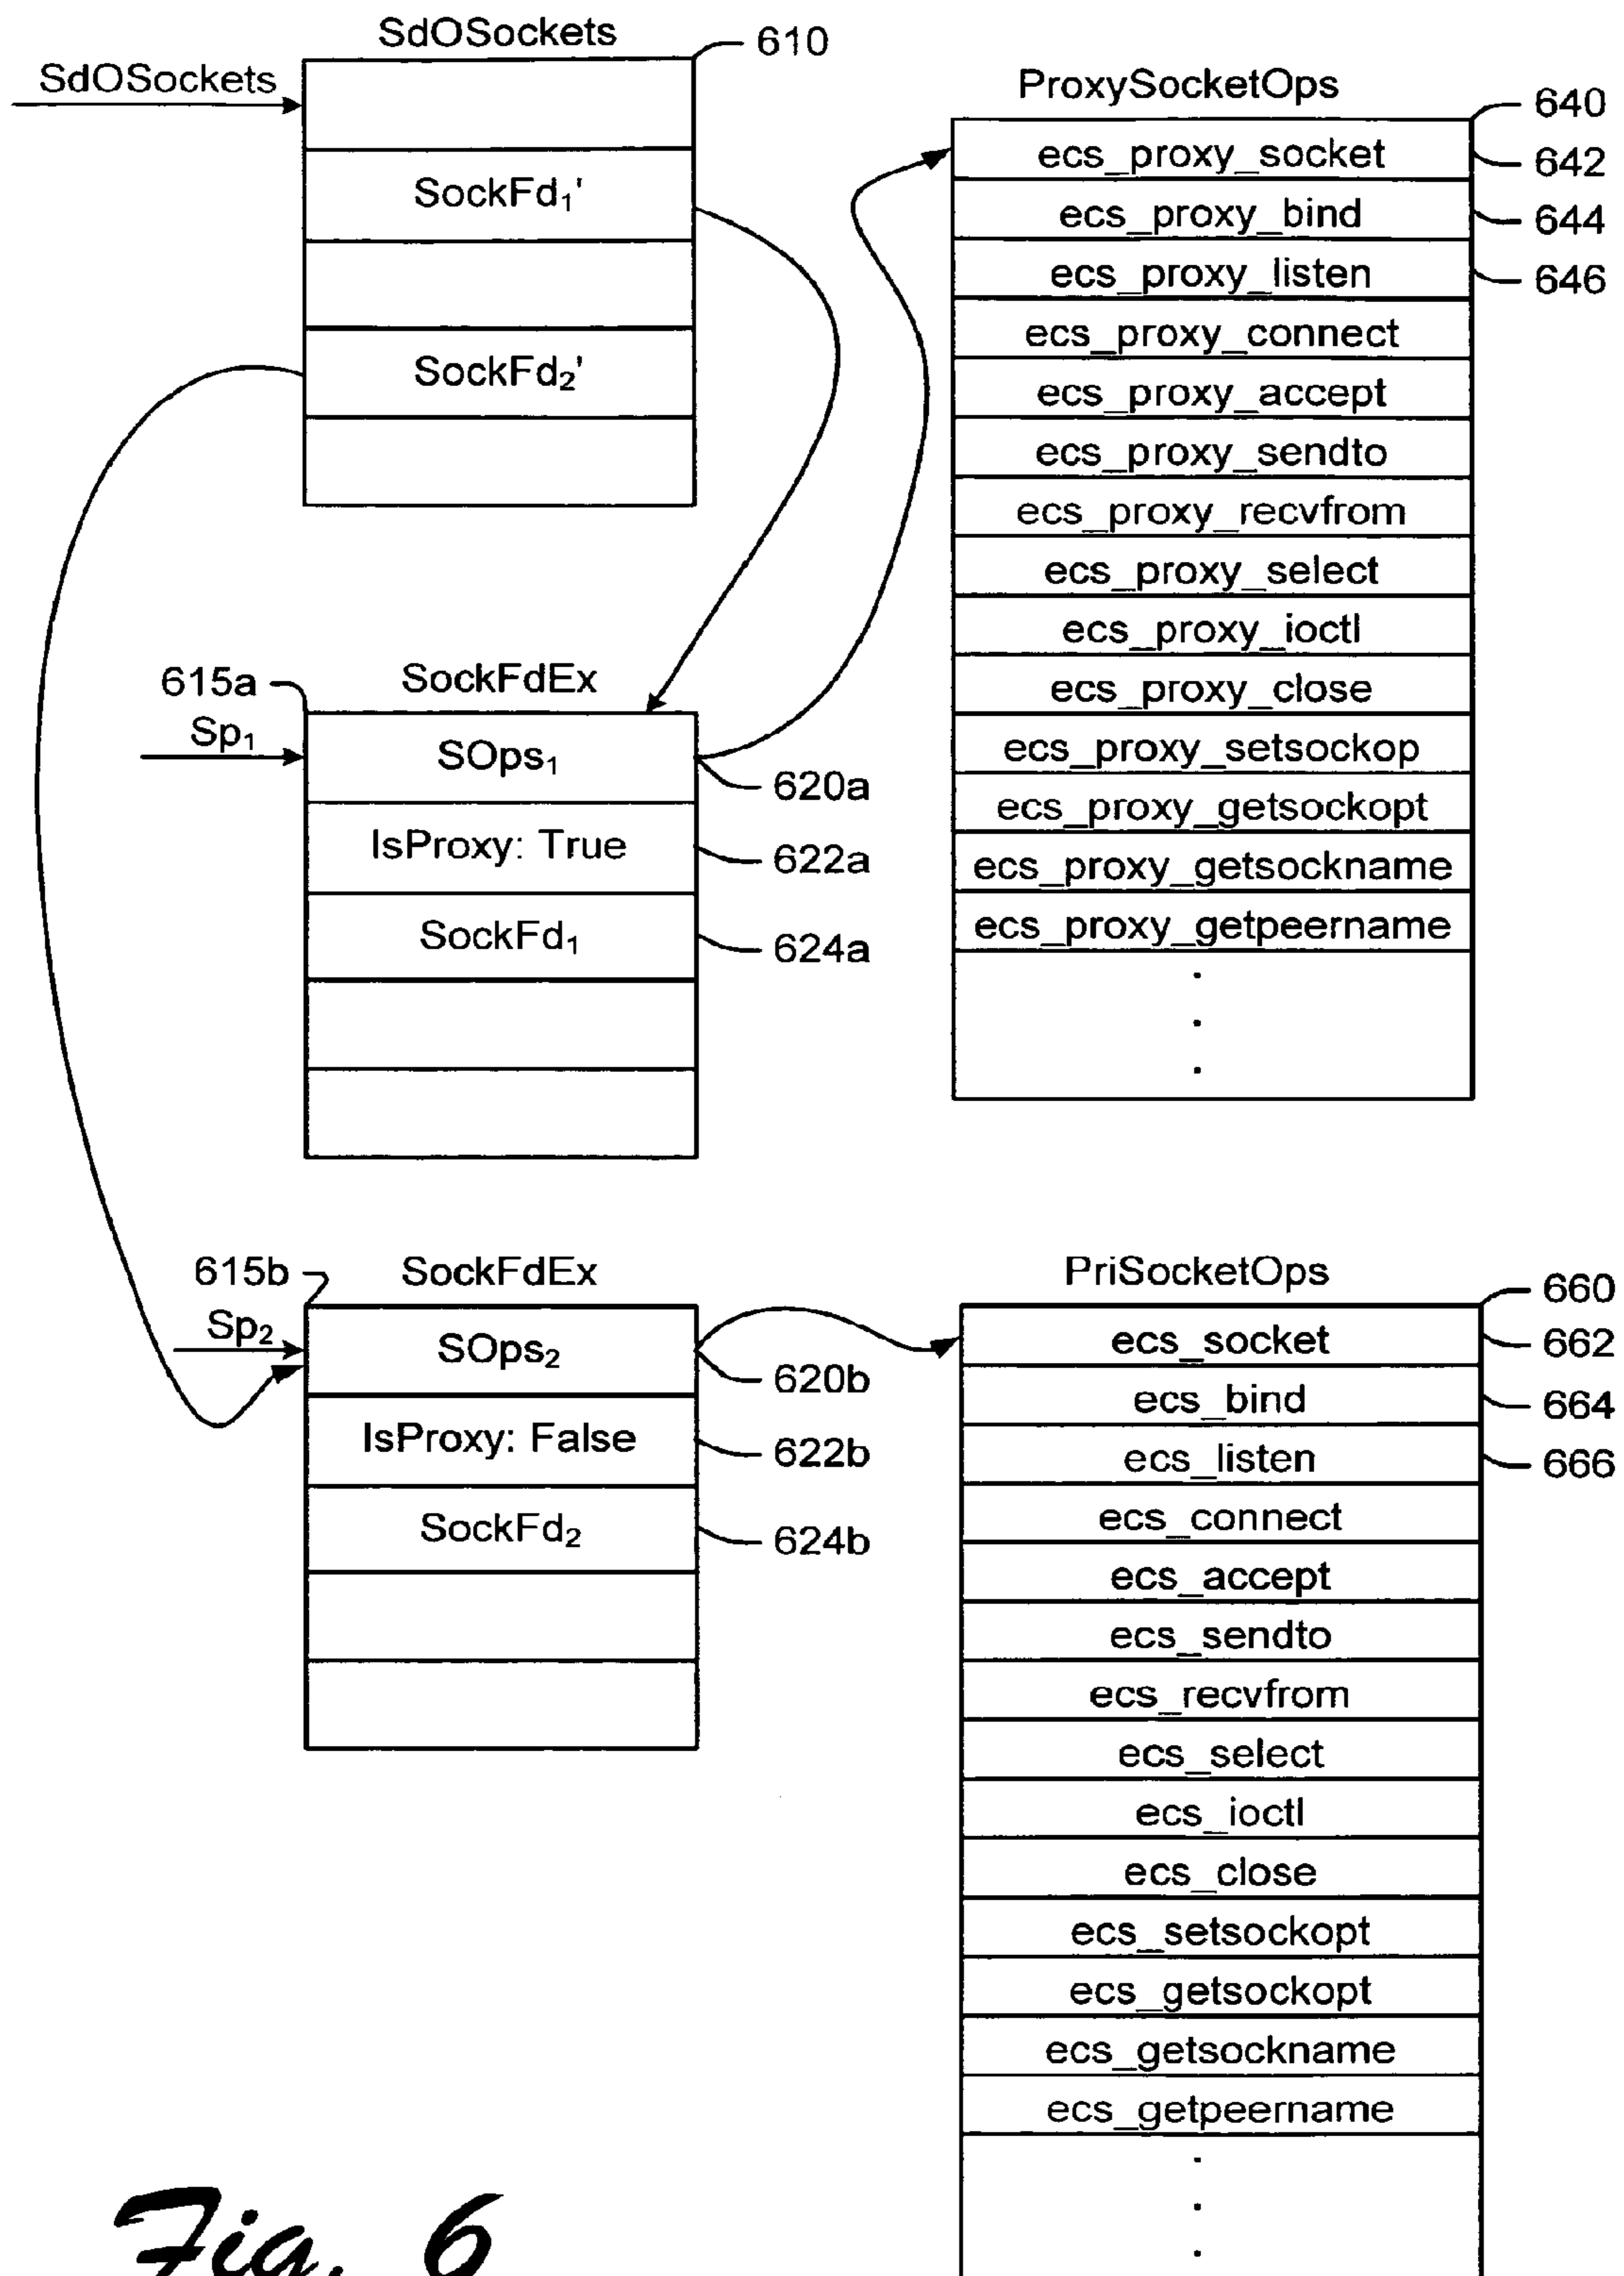 SdOSockets
610
SdOSockets
SockFd₁'
SockFd₂'
ProxySocketOps
640
ecs_proxy_socket
642
ecs_proxy_bind
644
ecs_proxy_listen
646
ecs_proxy_connect
ecs_proxy_accept
ecs_proxy_sendto
ecs_proxy_recvfrom
ecs_proxy_select
ecs_proxy_ioctl
ecs_proxy_close
ecs_proxy_setsockop
ecs_proxy_getsockopt
ecs_proxy_getsockname
ecs_proxy_getpeername
615a
SockFdEx
Sp₁
SOps₁
620a
IsProxy: True
622a
SockFd₁
624a
615b
SockFdEx
Sp₂
SOps₂
620b
IsProxy: False
622b
SockFd₂
624b
PriSocketOps
660
ecs_socket
662
ecs_bind
664
ecs_listen
666
ecs_connect
ecs_accept
ecs_sendto
ecs_recvfrom
ecs_select
ecs_ioctl
ecs_close
ecs_setsockopt
ecs_getsockopt
ecs_getsockname
ecs_getpeername
Fig. 6